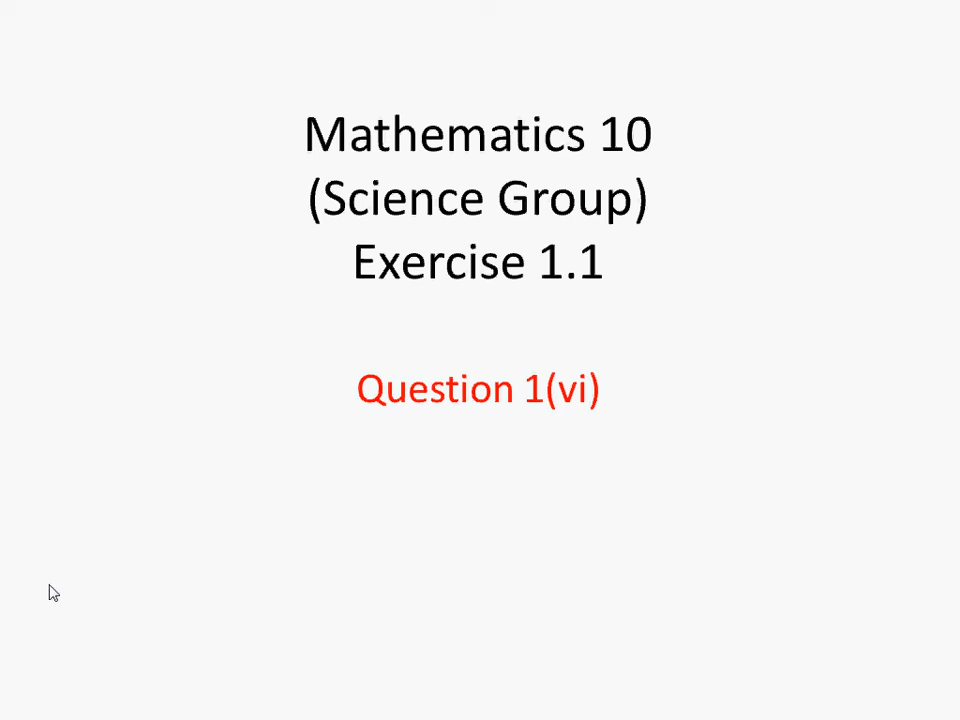 Mathematics 10
(Science Group)
Exercise 1.1
Question 1(vi)